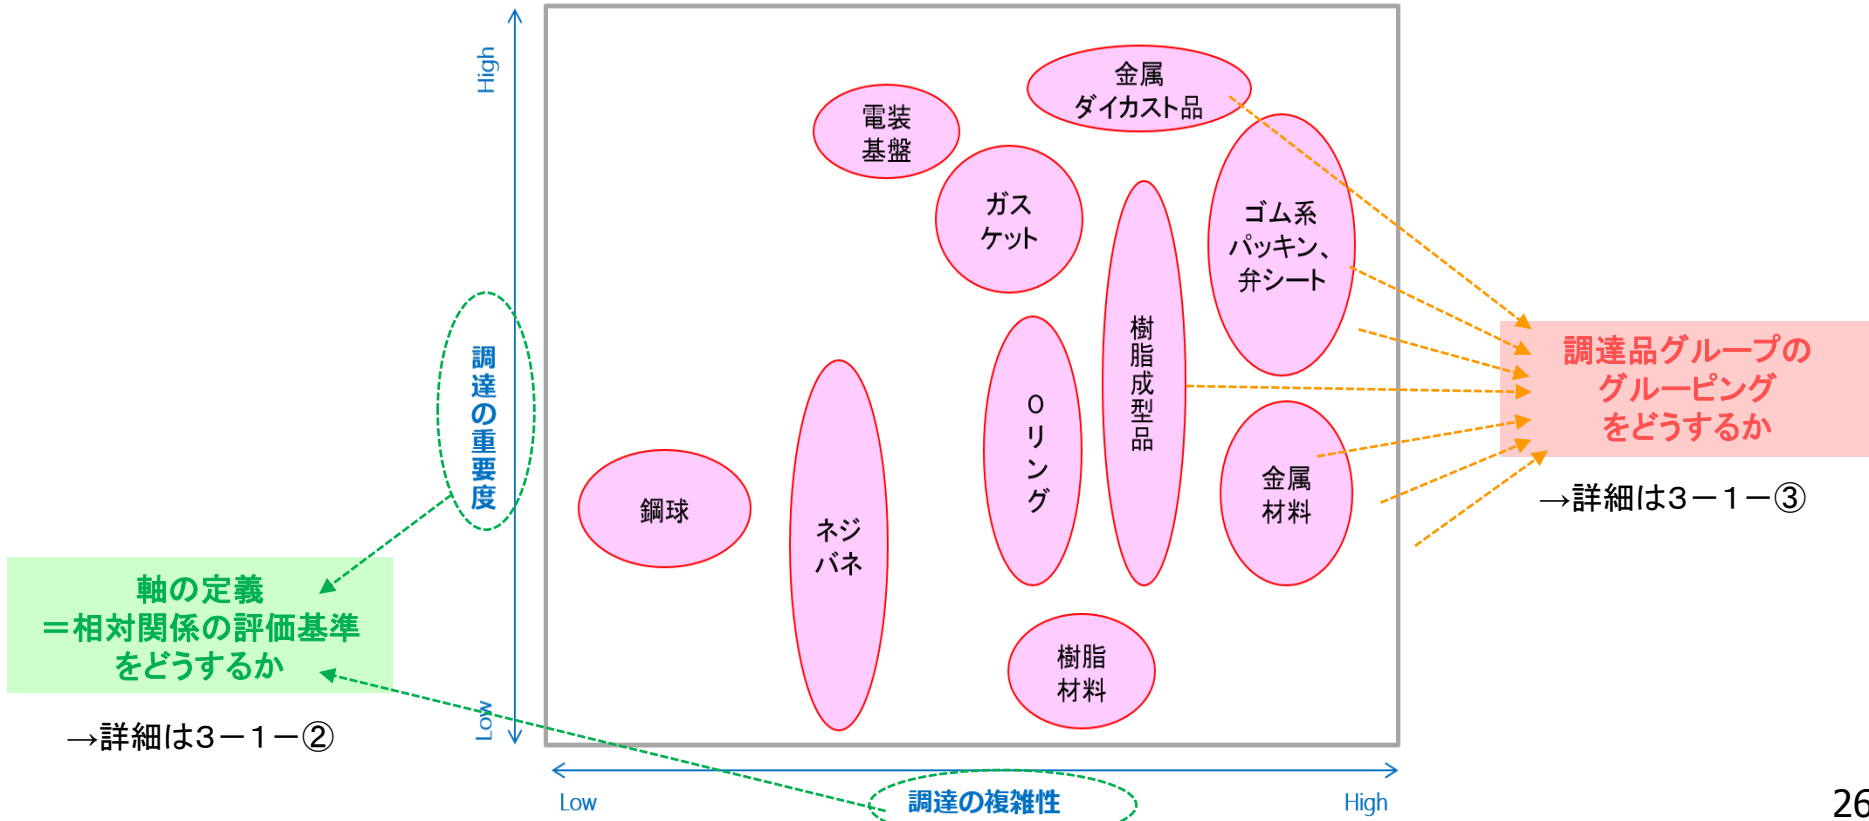 High
調達の重要度
Low
金属
ダイカスト品
電装
基盤
ガス
ケット
ゴム系
パッキン、
弁シート
樹脂成型品
Oリング
鋼球
ネジ
バネ
金属
材料
樹脂
材料
調達品グループの
グルーピング
をどうするか
→詳細は3-1-③
軸の定義
=相対関係の評価基準
をどうするか
→詳細は3-1-②
Low
調達の複雑性
High
26